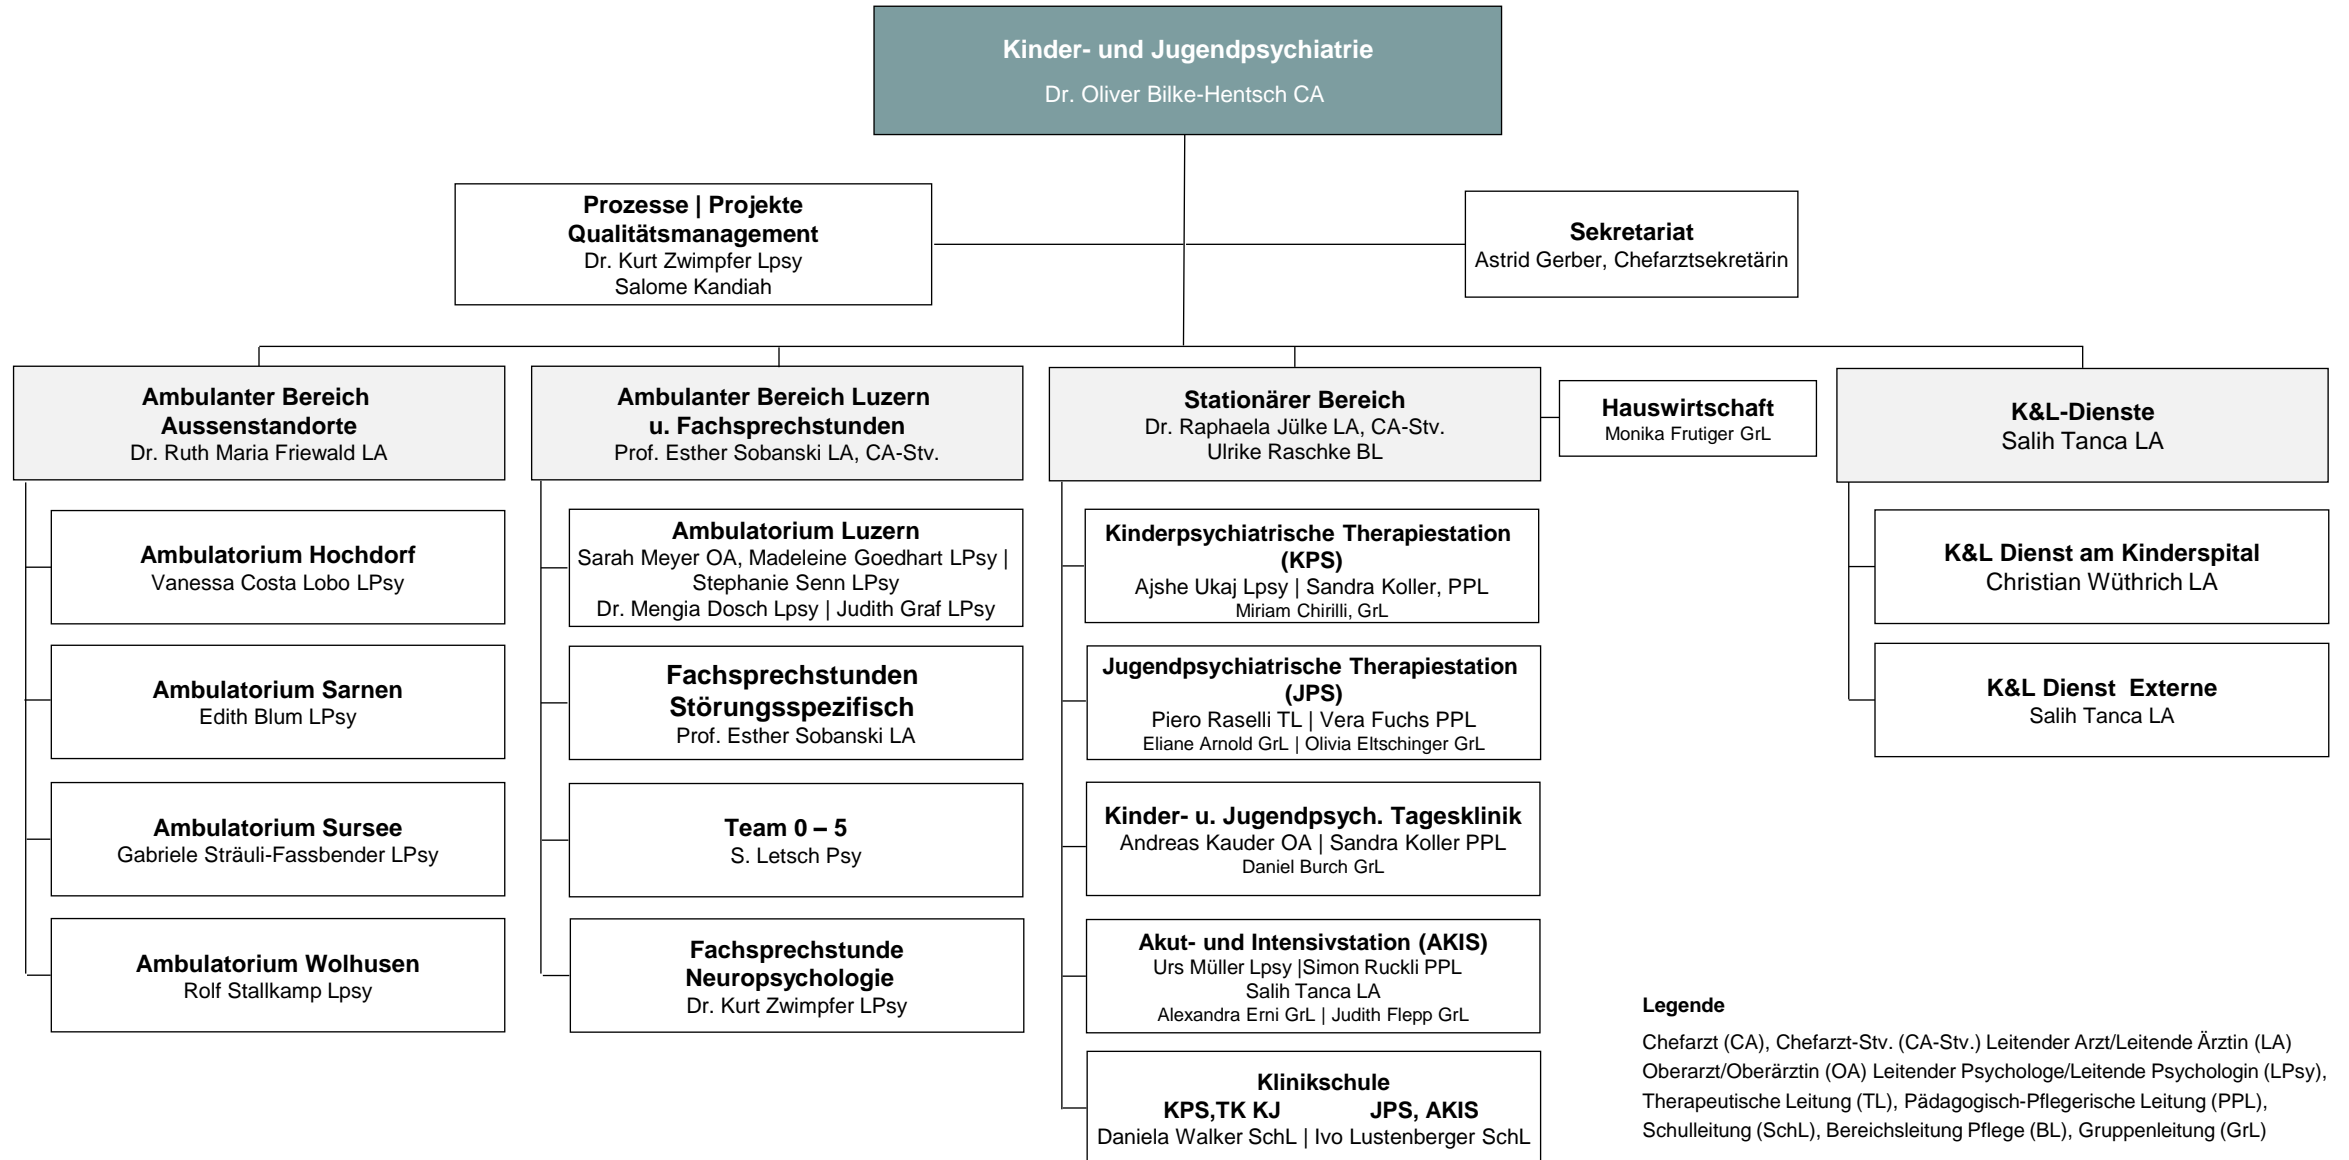 Kinder- und Jugendpsychiatrie
Dr. Oliver Bilke-Hentsch CA
Prozesse | Projekte
Qualitätsmanagement
Dr. Kurt Zwimpfer Lpsy
Salome Kandiah
Sekretariat
Astrid Gerber, Chefarztsekretärin
Ambulanter Bereich
Aussenstandorte
Dr. Ruth Maria Friewald LA
Ambulatorium Hochdorf
Vanessa Costa Lobo LPsy
Ambulatorium Sarnen
Edith Blum LPsy
Ambulatorium Sursee
Gabriele Sträuli-Fassbender LPsy
Ambulatorium Wolhusen
Rolf Stallkamp Lpsy
Ambulanter Bereich Luzern
u. Fachsprechstunden
Prof. Esther Sobanski LA, CA-Stv.
Ambulatorium Luzern
Sarah Meyer OA, Madeleine Goedhart LPsy |
Stephanie Senn LPsy
Dr. Mengia Dosch Lpsy | Judith Graf LPsy
Fachsprechstunden
Störungsspezifisch
Prof. Esther Sobanski LA
Team 0 – 5
S. Letsch Psy
Fachsprechstunde
Neuropsychologie
Dr. Kurt Zwimpfer LPsy
Stationärer Bereich
Dr. Raphaela Jülke LA, CA-Stv.
Ulrike Raschke BL
Hauswirtschaft
Monika Frutiger GrL
Kinderpsychiatrische Therapiestation
(KPS)
Ajshe Ukaj Lpsy | Sandra Koller, PPL
Miriam Chirilli, GrL
Jugendpsychiatrische Therapiestation
(JPS)
Piero Raselli TL | Vera Fuchs PPL
Eliane Arnold GrL | Olivia Eltschinger GrL
Kinder- u. Jugendpsych. Tagesklinik
Andreas Kauder OA | Sandra Koller PPL
Daniel Burch GrL
Akut- und Intensivstation (AKIS)
Urs Müller Lpsy |Simon Ruckli PPL
Salih Tanca LA
Alexandra Erni GrL | Judith Flepp GrL
Klinikschule
KPS,TK KJ JPS, AKIS
Daniela Walker SchL | Ivo Lustenberger SchL
K&L-Dienste
Salih Tanca LA
K&L Dienst am Kinderspital
Christian Wüthrich LA
K&L Dienst Externe
Salih Tanca LA
Legende
Chefarzt (CA), Chefarzt-Stv. (CA-Stv.) Leitender Arzt/Leitende Ärztin (LA)
Oberarzt/Oberärztin (OA) Leitender Psychologe/Leitende Psychologin (LPsy),
Therapeutische Leitung (TL), Pädagogisch-Pflegerische Leitung (PPL),
Schulleitung (SchL), Bereichsleitung Pflege (BL), Gruppenleitung (GrL)